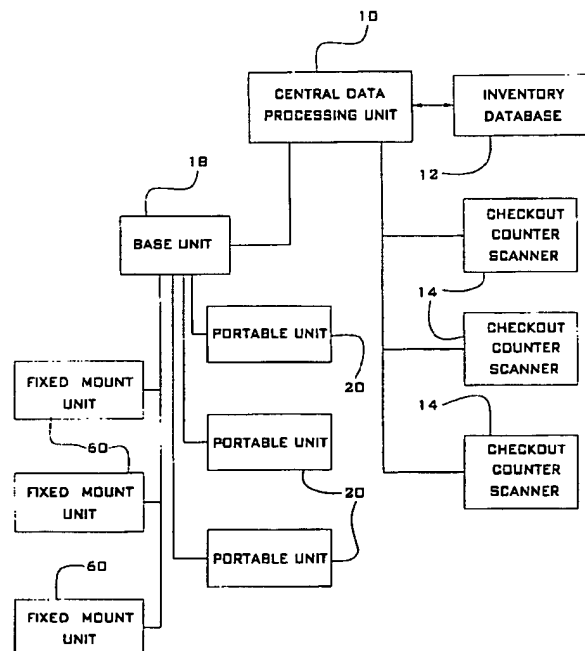 10
CENTRAL DATA
PROCESSING UNIT
INVENTORY
DATABASE
12
18
BASE UNIT
CHECKOUT
COUNTER
SCANNER
14
PORTABLE UNIT
20
CHECKOUT
COUNTER
SCANNER
FIXED MOUNT
UNIT
60
14
PORTABLE UNIT
20
CHECKOUT
COUNTER
SCANNER
FIXED MOUNT
UNIT
PORTABLE UNIT
60
FIXED MOUNT
UNIT